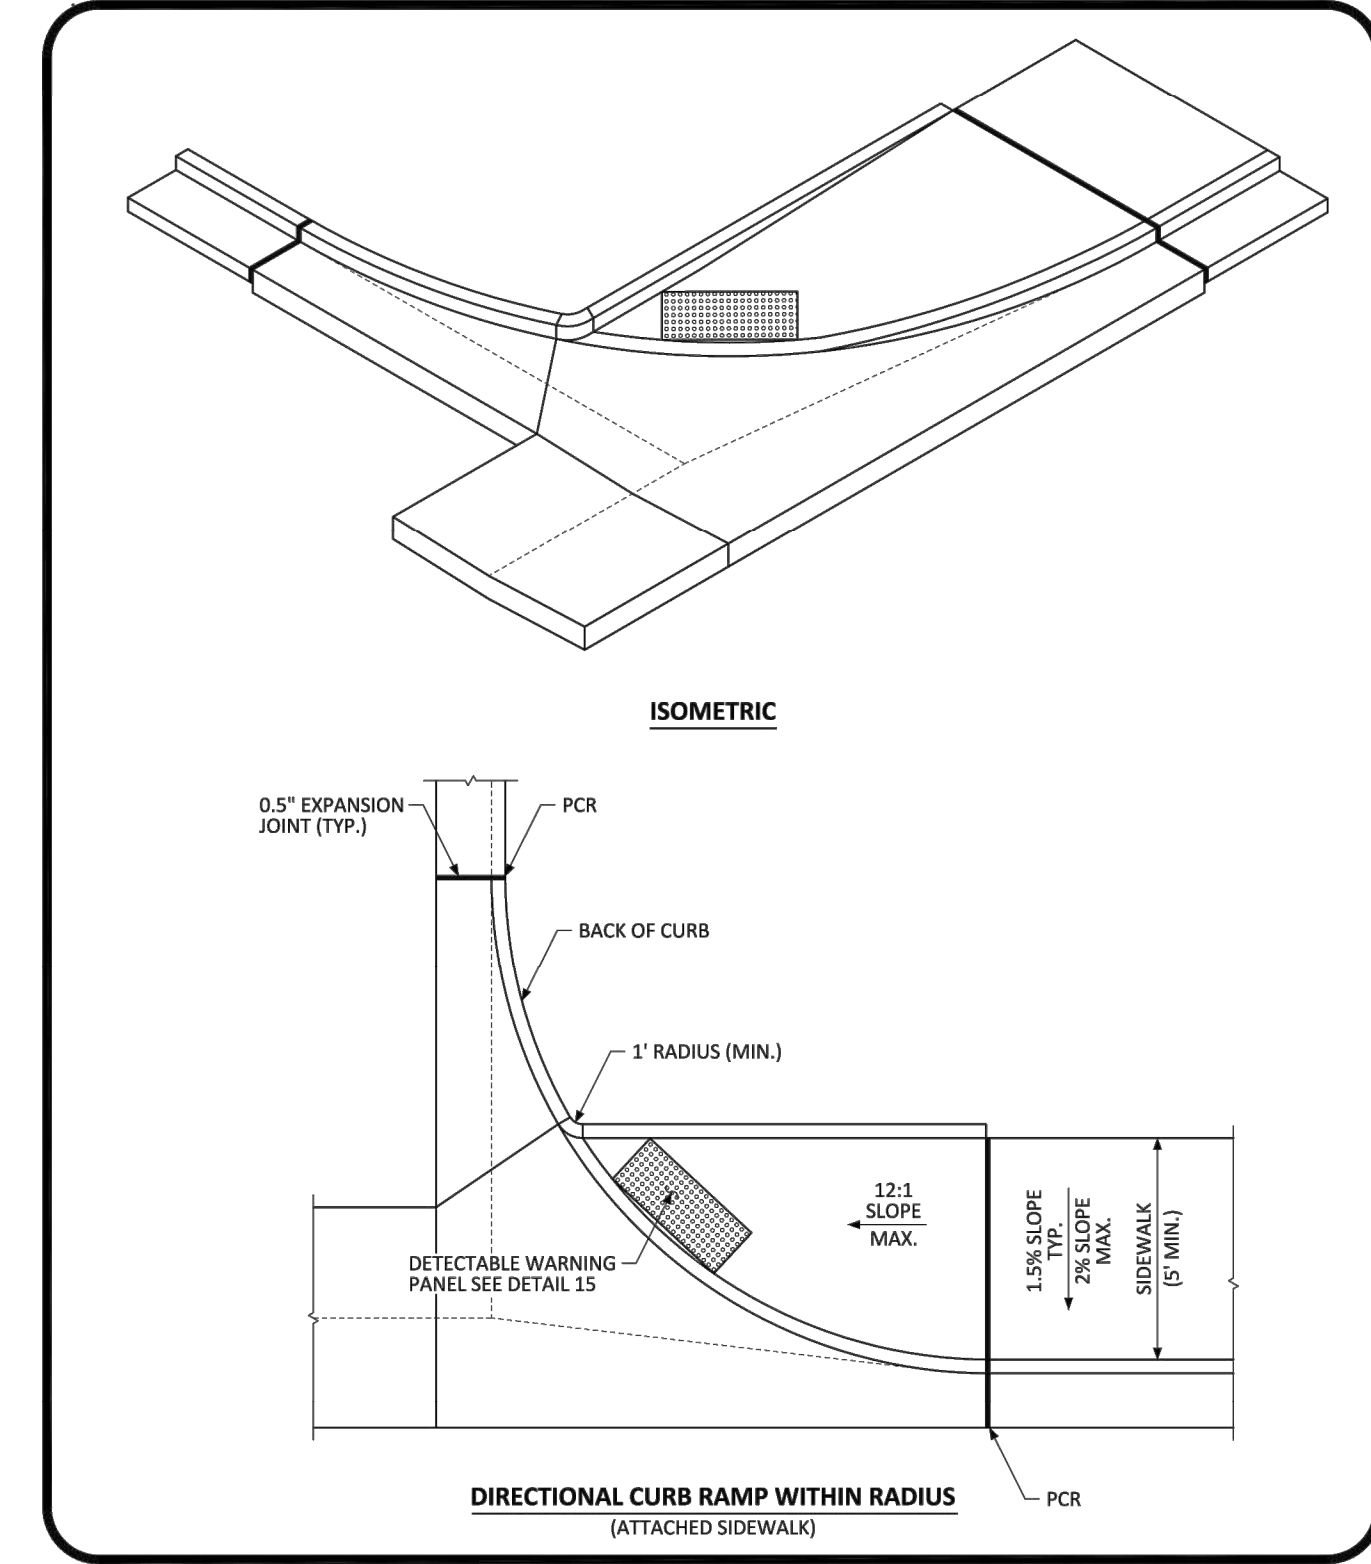 ISOMETRIC
0.5" EXPANSION
JOINT (TYP.)
PCR
BACK OF CURB
1' RADIUS (MIN.)
12:1
SLOPE
MAX.
1.5% SLOPE
TYP.
2% SLOPE
MAX.
SIDEWALK
(5' MIN.)
DETECTABLE WARNING
PANEL SEE DETAIL 15
PCR
DIRECTIONAL CURB RAMP WITHIN RADIUS
(ATTACHED SIDEWALK)